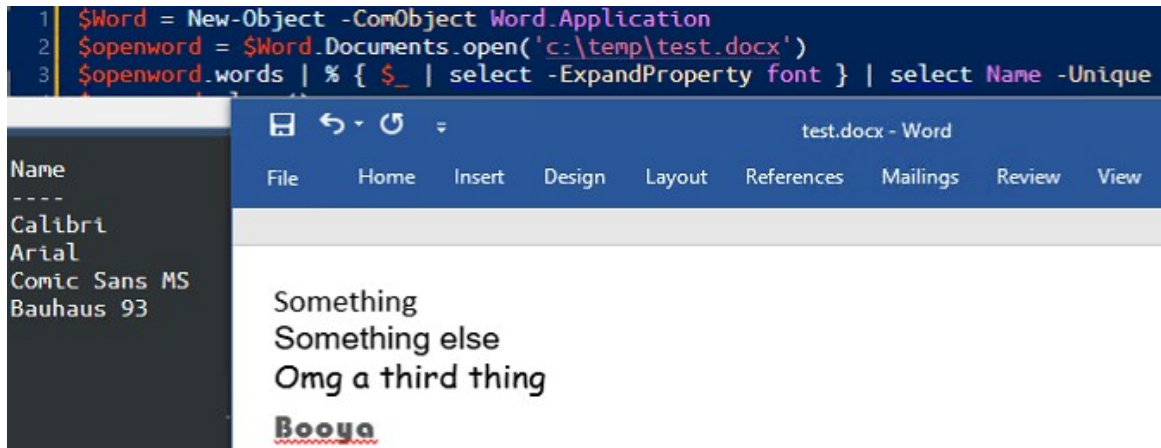 1 $Word = New-Object -ComObject Word.Application
2 $openword = $Word.Documents.open('c:\temp\test.docx')
3 $openword.words | % { $_ | select -ExpandProperty font } | select Name -Unique
test.docx - Word
File Home Insert Design Layout References Mailings Review View
Name
----
Calibri
Arial
Comic Sans MS
Bauhaus 93
Something
Something else
Omg a third thing
Booya